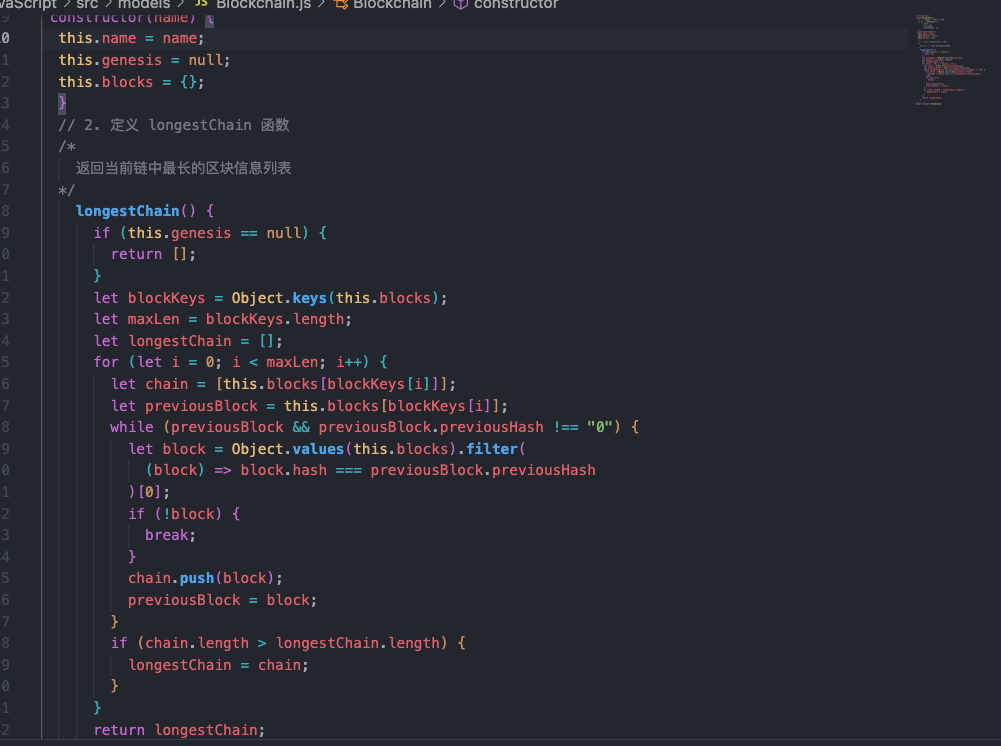 vaScript > src > models > JS Blockchain.js > Blockchain > constructor
9 constructor(name) {
0 this.name = name;
1 this.genesis = null;
2 this.blocks = {};
3 }
4 // 2. 定义 longestChain 函数
5 /*
6 返回当前链中最长的区块信息列表
7 */
8 longestChain() {
9 if (this.genesis == null) {
0 return [];
1 }
2 let blockKeys = Object.keys(this.blocks);
3 let maxLen = blockKeys.length;
4 let longestChain = [];
5 for (let i = 0; i < maxLen; i++) {
6 let chain = [this.blocks[blockKeys[i]]];
7 let previousBlock = this.blocks[blockKeys[i]];
8 while (previousBlock && previousBlock.previousHash !== "0") {
9 let block = Object.values(this.blocks).filter(
0 (block) => block.hash === previousBlock.previousHash
1 )[0];
2 if (!block) {
3 break;
4 }
5 chain.push(block);
6 previousBlock = block;
7 }
8 if (chain.length > longestChain.length) {
9 longestChain = chain;
0 }
1 }
2 return longestChain;